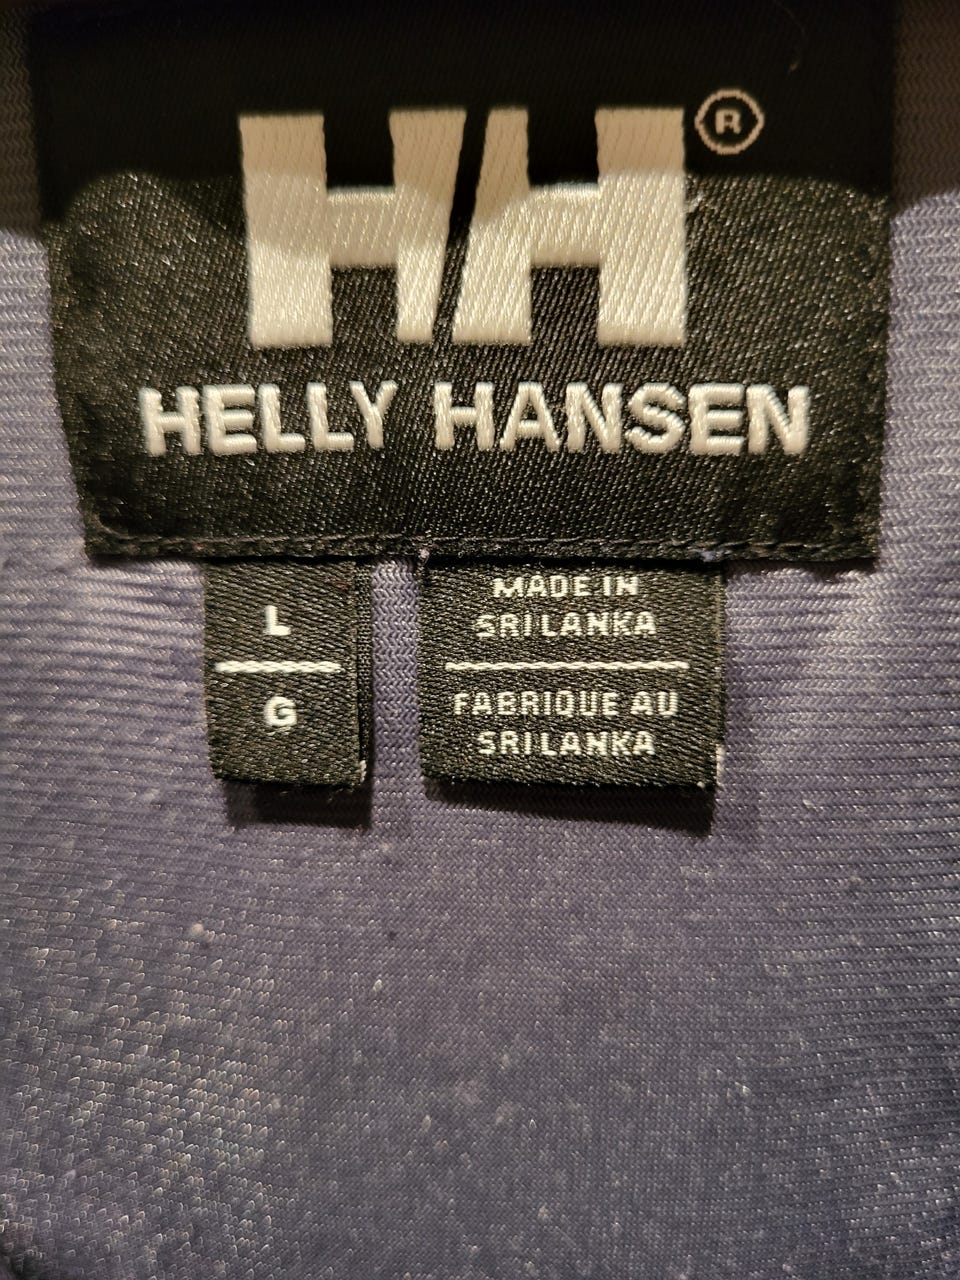 HH®
HELLY HANSEN
L
G
MADE IN
SRI LANKA
FABRIQUE AU
SRI LANKA